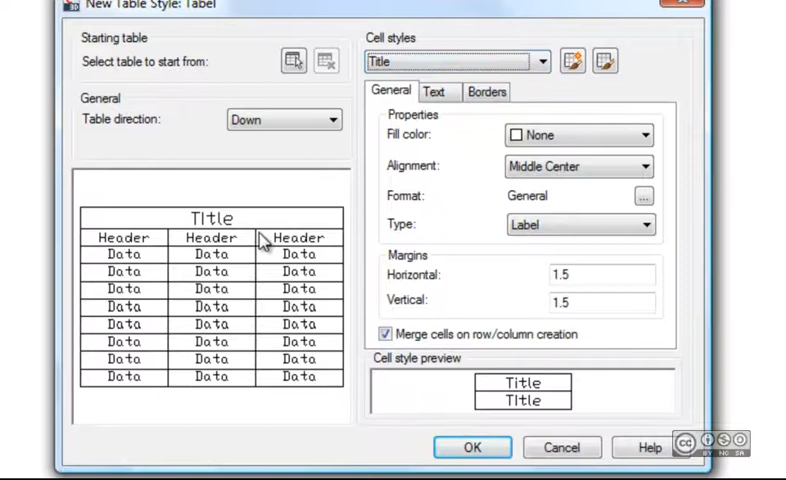 New Table Style: Tabel
Starting table
Select table to start from:
General
Table direction:
Down
Title
Header Header Header
Data Data Data
Data Data Data
Data Data Data
Data Data Data
Data Data Data
Data Data Data
Data Data Data
Data Data Data
Cell styles
Title
General Text Borders
Properties
Fill color:
None
Alignment:
Middle Center
Format:
General
...
Type:
Label
Margins
Horizontal:
1.5
Vertical:
1.5
Merge cells on row/column creation
Cell style preview
Title
Title
OK Cancel Help
cc
BY NC SA